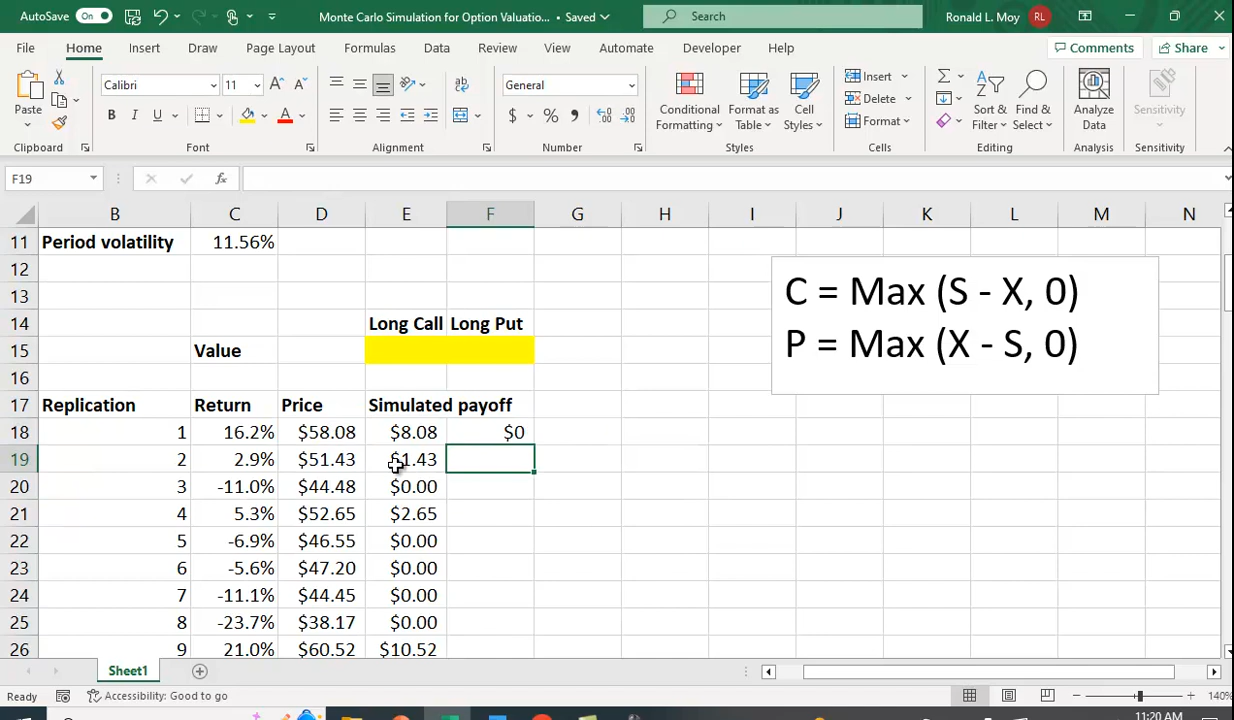 AutoSave On Monte Carlo Simulation for Option Valuatio... • Saved Search Ronald L. Moy RL
File Home Insert Draw Page Layout Formulas Data Review View Automate Developer Help Comments Share
Calibri 11 General Insert
Paste B I U Conditional Formatting Format as Table Cell Styles Delete Format Sort & Filter Find & Select Analyze Data Sensitivity
Clipboard Font Alignment Number Styles Cells Editing Analysis Sensitivity
F19 fx
B C D E F G H I J K L M N
11 Period volatility 11.56%
12
13
C = Max (S - X, 0)
14 Long Call Long Put
P = Max (X - S, 0)
15 Value
16
17 Replication Return Price Simulated payoff
18 1 16.2% $58.08 $8.08 $0
19 2 2.9% $51.43 $1.43
20 3 -11.0% $44.48 $0.00
21 4 5.3% $52.65 $2.65
22 5 -6.9% $46.55 $0.00
23 6 -5.6% $47.20 $0.00
24 7 -11.1% $44.45 $0.00
25 8 -23.7% $38.17 $0.00
26 9 21.0% $60.52 $10.52
Sheet1
Ready Accessibility: Good to go 140%
11:20 AM